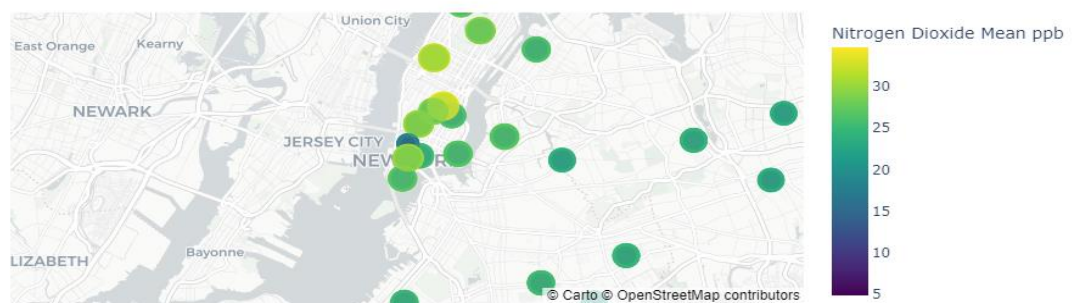 Union City
East Orange
Kearny
NEWARK
JERSEY CITY
NEW
R
LIZABETH
Bayonne
© Carto © OpenStreetMap contributors
Nitrogen Dioxide Mean ppb
30
25
20
15
10
5